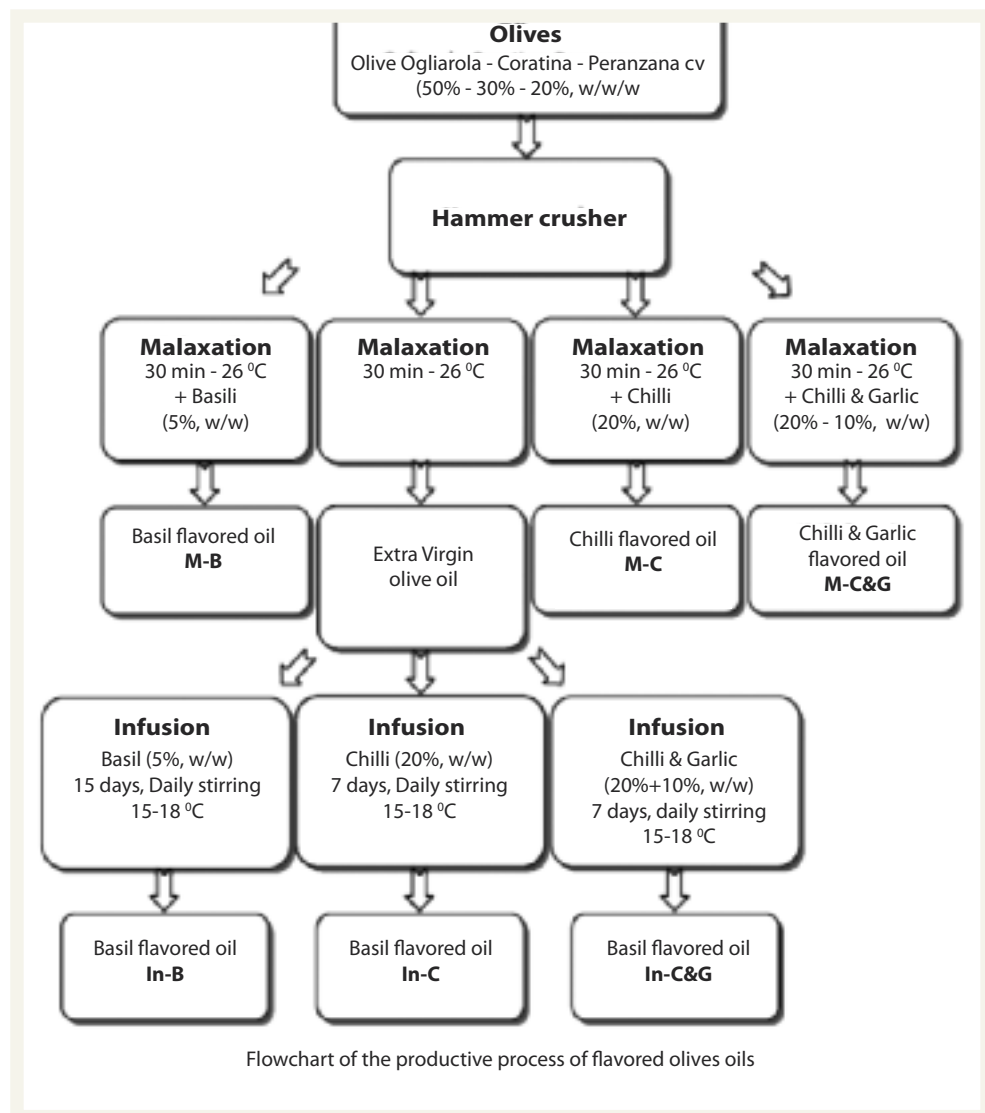 Olives
Olive Ogliarola - Coratina - Peranzana cv
(50% - 30% - 20%, w/w/w
Hammer crusher
Malaxation
30 min - 26 ⁰C
+ Basili
(5%, w/w)
Malaxation
30 min - 26 ⁰C
Malaxation
30 min - 26 ⁰C
+ Chilli
(20%, w/w)
Malaxation
30 min - 26 ⁰C
+ Chilli & Garlic
(20% - 10%, w/w)
Basil flavored oil
M-B
Extra Virgin
olive oil
Chilli flavored oil
M-C
Chilli & Garlic
flavored oil
M-C&G
Infusion
Basil (5%, w/w)
15 days, Daily stirring
15-18 ⁰C
Infusion
Chilli (20%, w/w)
7 days, Daily stirring
15-18 ⁰C
Infusion
Chilli & Garlic
(20%+10%, w/w)
7 days, daily stirring
15-18 ⁰C
Basil flavored oil
In-B
Basil flavored oil
In-C
Basil flavored oil
In-C&G
Flowchart of the productive process of flavored olives oils